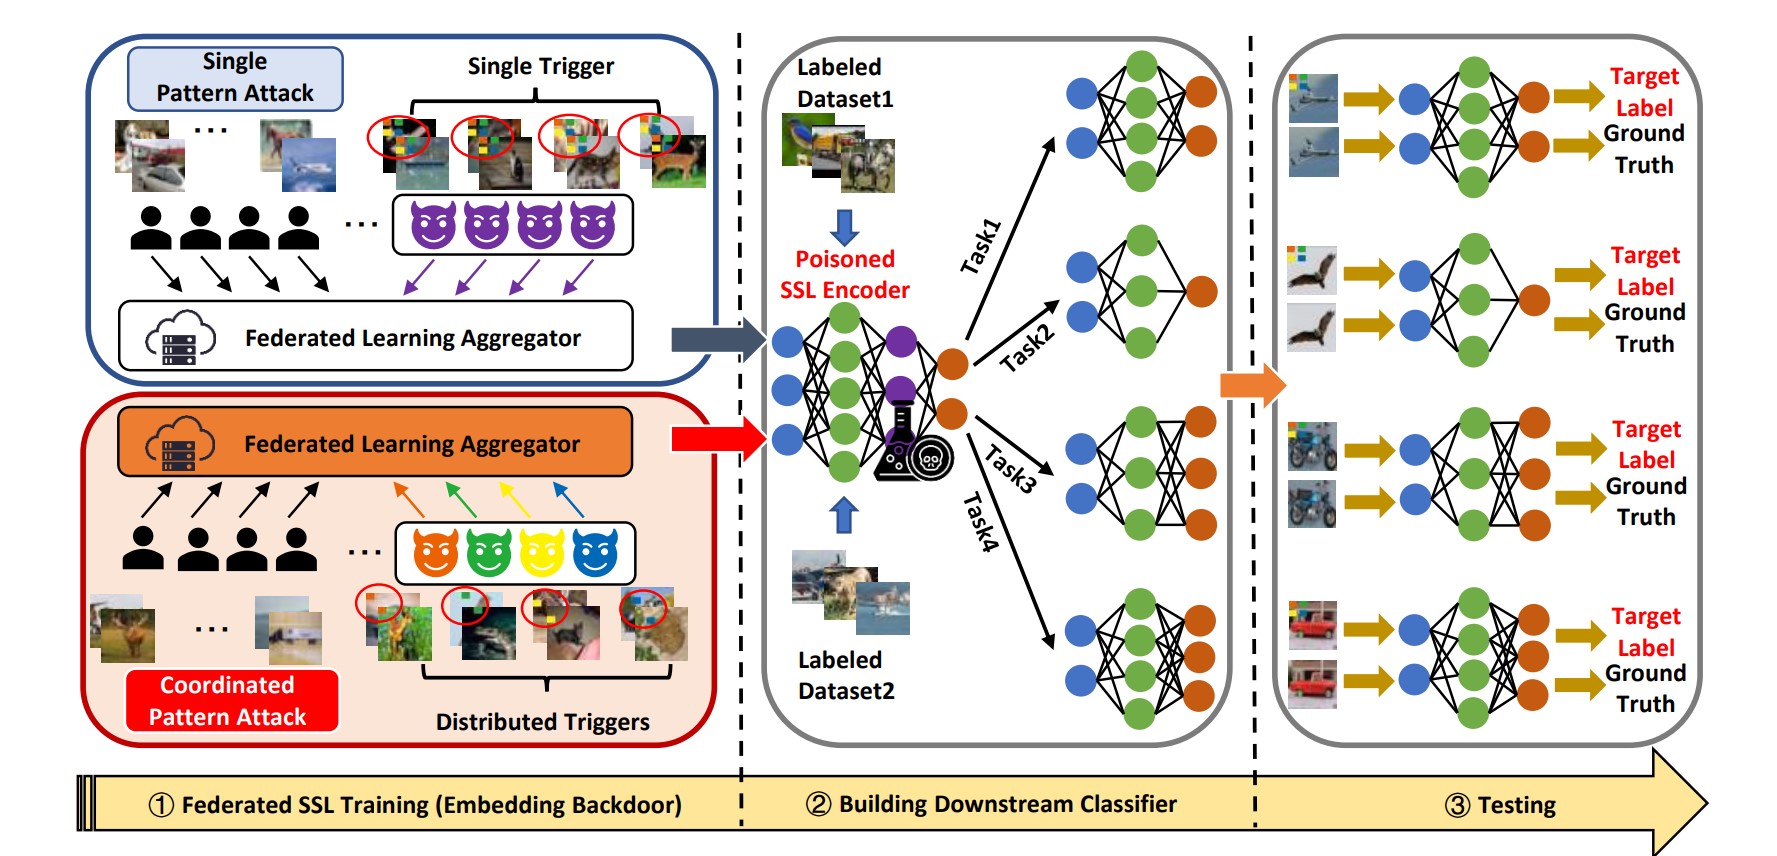 Single
Pattern Attack
Single Trigger
...
...
Federated Learning Aggregator
Federated Learning Aggregator
...
...
Coordinated
Pattern Attack
Distributed Triggers
Labeled
Dataset1
Poisoned
SSL Encoder
Task1
Task2
Task3
Task4
Labeled
Dataset2
Target
Label
Ground
Truth
Target
Label
Ground
Truth
Target
Label
Ground
Truth
Target
Label
Ground
Truth
① Federated SSL Training (Embedding Backdoor)
② Building Downstream Classifier
③ Testing